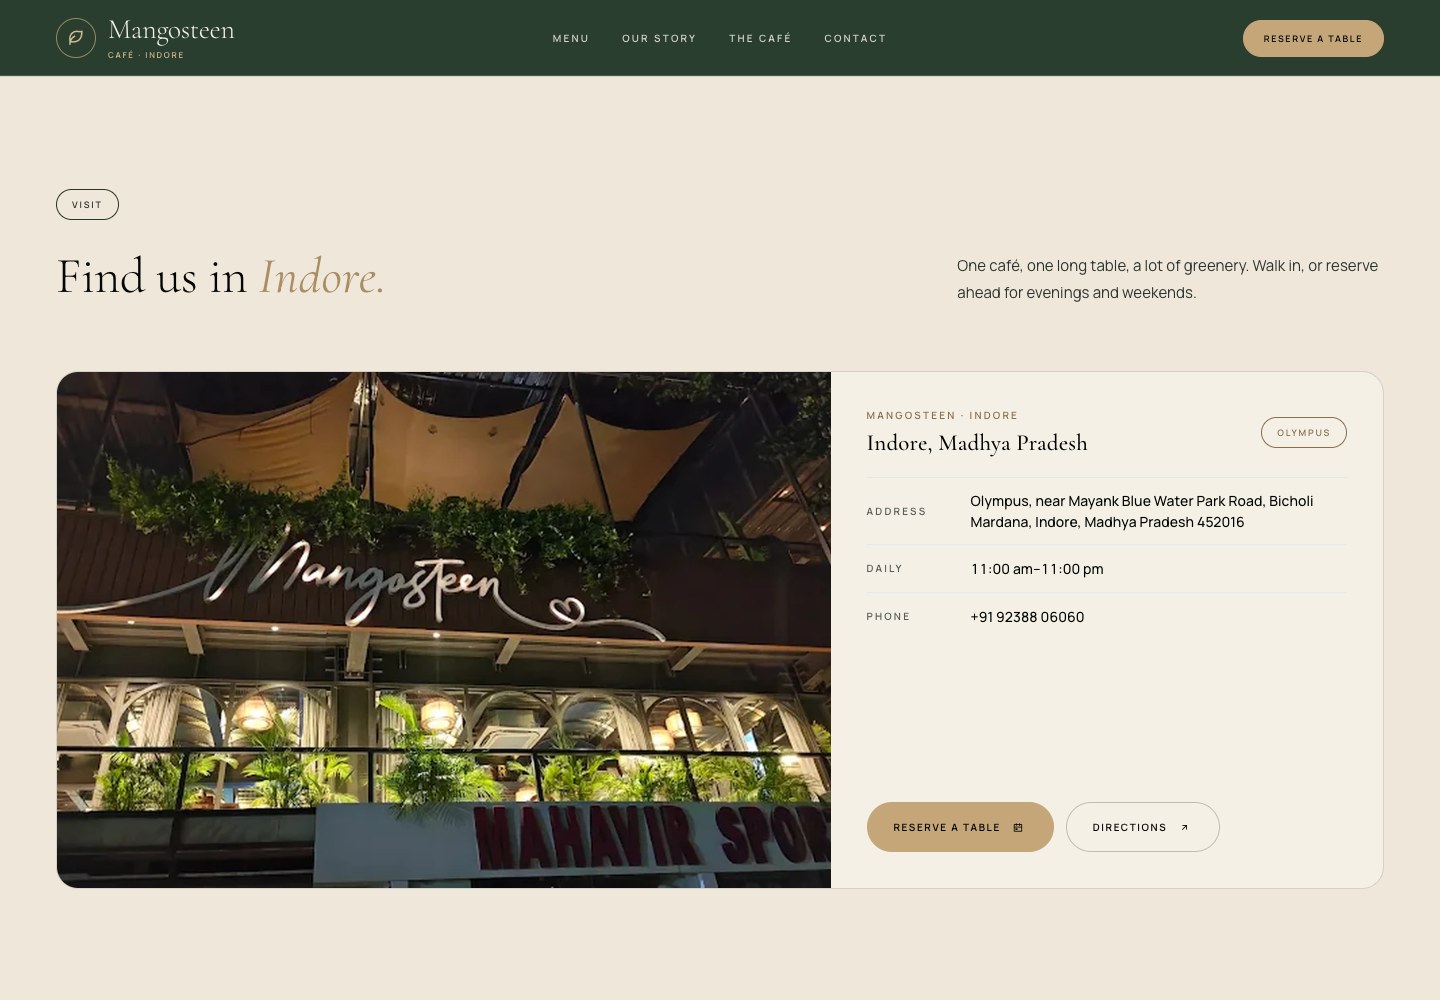 Mangosteen
CAFÉ · INDORE
MENU
OUR STORY
THE CAFÉ
CONTACT
RESERVE A TABLE
VISIT
Find us in Indore.
One café, one long table, a lot of greenery. Walk in, or reserve
ahead for evenings and weekends.
Mangosteen
MAHAVIR SPO
MANGOSTEEN · INDORE
Indore, Madhya Pradesh
OLYMPUS
ADDRESS
Olympus, near Mayank Blue Water Park Road, Bicholi
Mardana, Indore, Madhya Pradesh 452016
DAILY
11:00 am–11:00 pm
PHONE
+91 92388 06060
RESERVE A TABLE
DIRECTIONS